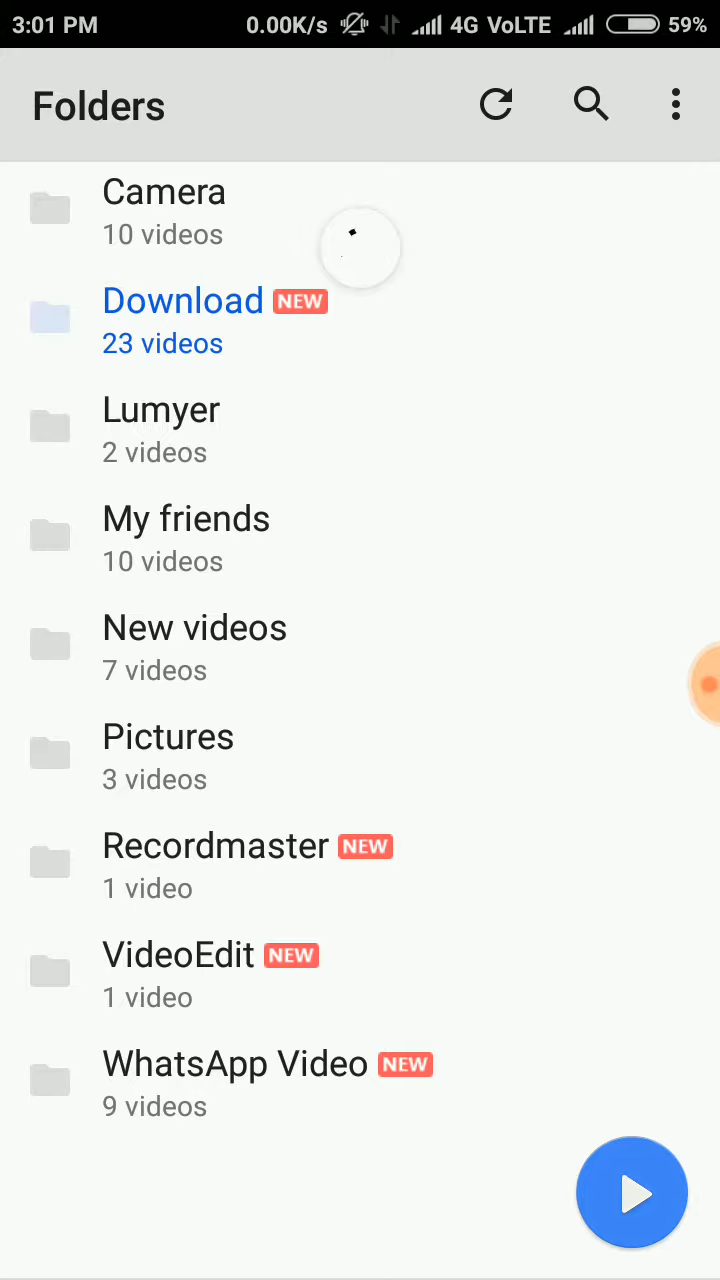 3:01 PM 0.00K/s 4G VoLTE 59%
Folders
Camera
10 videos
Download NEW
23 videos
Lumyer
2 videos
My friends
10 videos
New videos
7 videos
Pictures
3 videos
Recordmaster NEW
1 video
VideoEdit NEW
1 video
WhatsApp Video NEW
9 videos